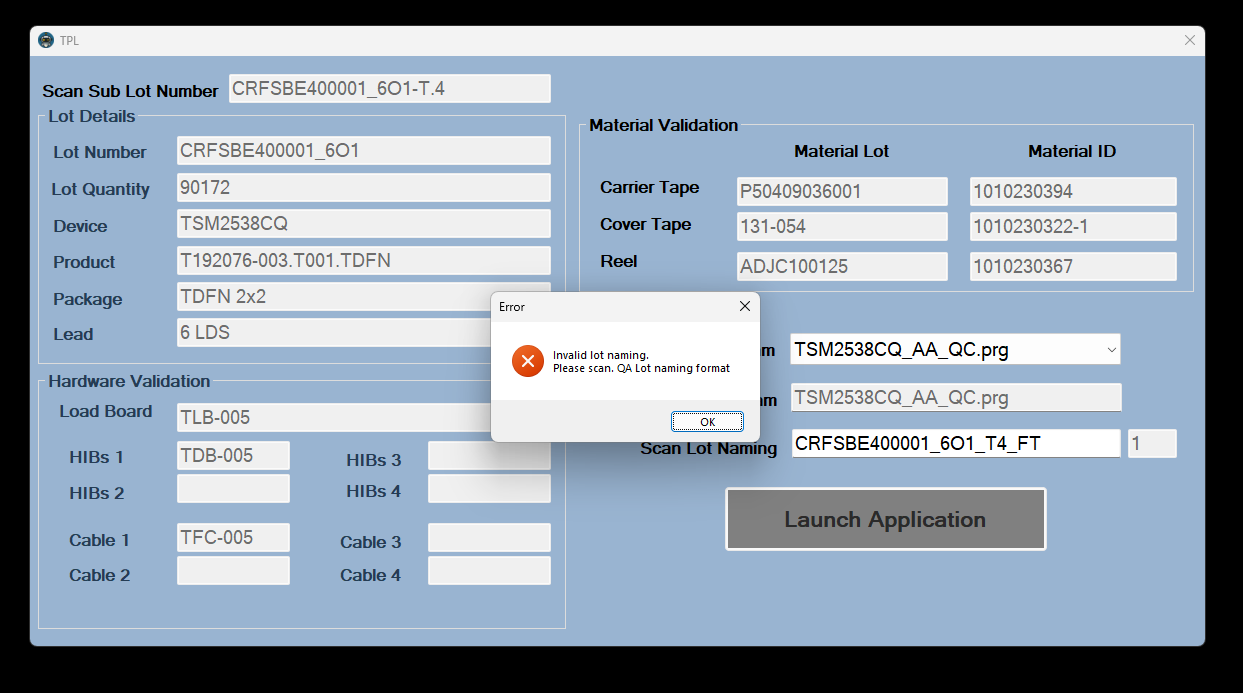 TPL
Scan Sub Lot Number CRFSBE400001_6O1-T.4
Lot Details
Lot Number CRFSBE400001_6O1
Lot Quantity 90172
Device TSM2538CQ
Product T192076-003.T001.TDFN
Package TDFN 2x2
Lead 6 LDS
Material Validation
Material Lot Material ID
Carrier Tape P50409036001 1010230394
Cover Tape 131-054 1010230322-1
Reel ADJC100125 1010230367
Error
Invalid lot naming.
Please scan. QA Lot naming format
OK
TSM2538CQ_AA_QC.prg
TSM2538CQ_AA_QC.prg
Scan Lot Naming CRFSBE400001_6O1_T4_FT 1
Launch Application
Hardware Validation
Load Board TLB-005
HIBs 1 TDB-005 HIBs 3
HIBs 2 HIBs 4
Cable 1 TFC-005 Cable 3
Cable 2 Cable 4